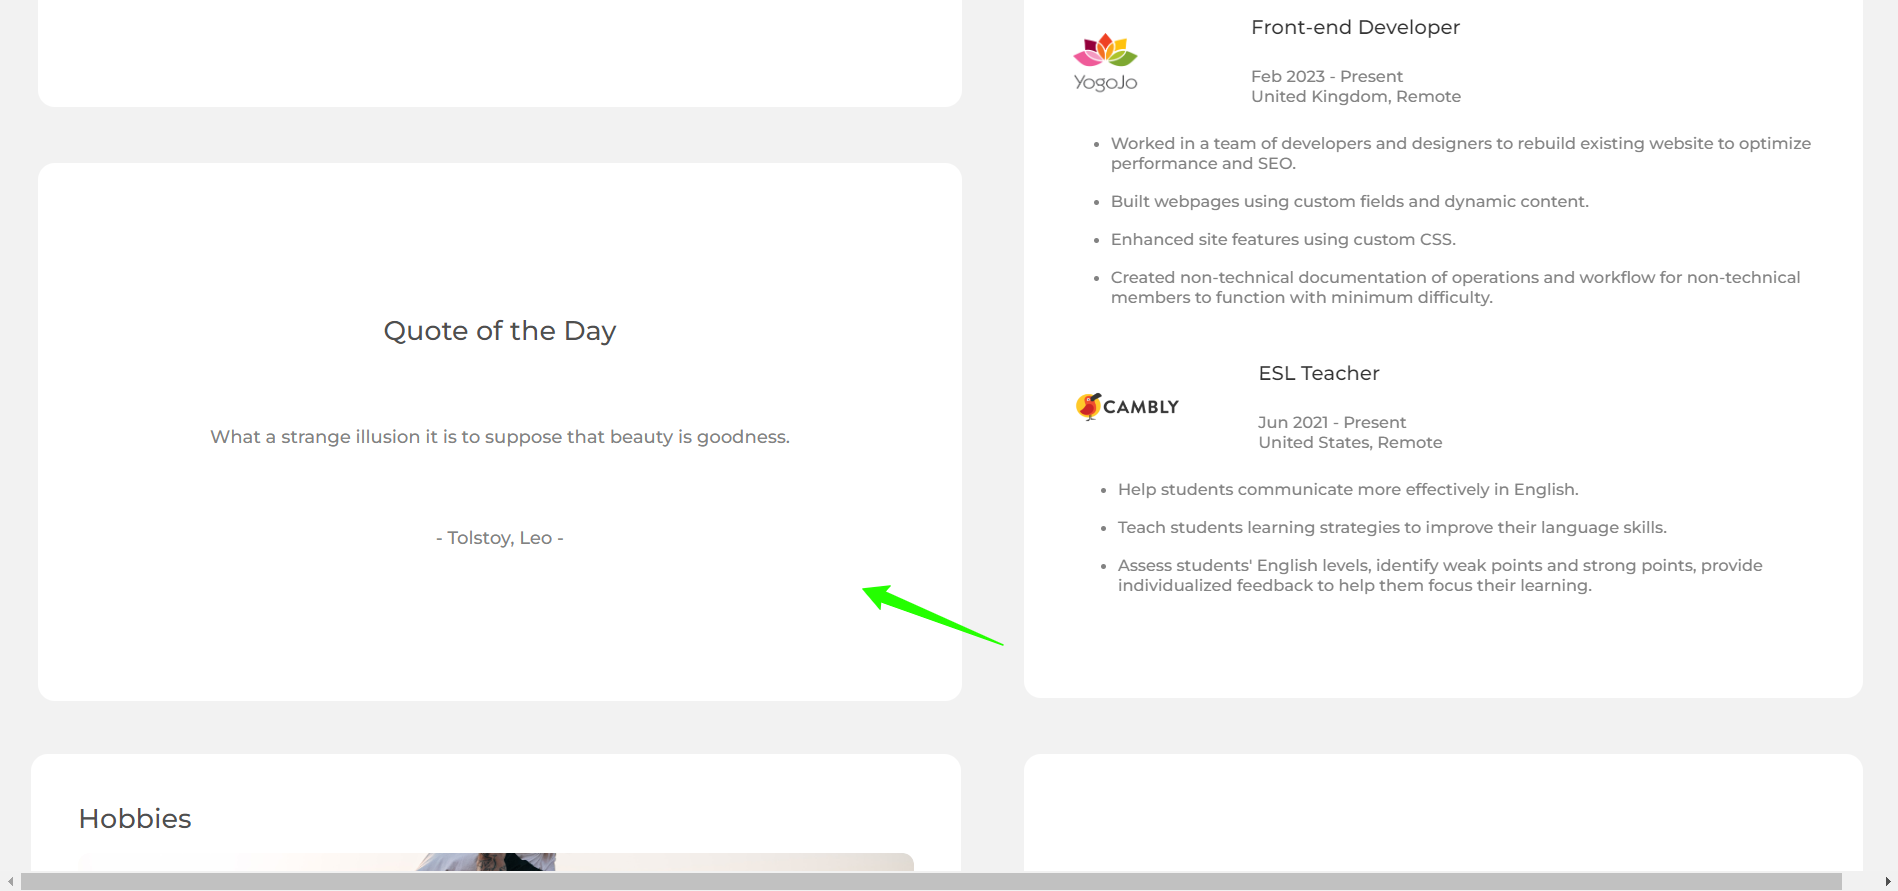 Quote of the Day
What a strange illusion it is to suppose that beauty is goodness.
- Tolstoy, Leo -
Hobbies
YogoJo
Front-end Developer
Feb 2023 - Present
United Kingdom, Remote
• Worked in a team of developers and designers to rebuild existing website to optimize
performance and SEO.
• Built webpages using custom fields and dynamic content.
• Enhanced site features using custom CSS.
• Created non-technical documentation of operations and workflow for non-technical
members to function with minimum difficulty.
CAMBLY
ESL Teacher
Jun 2021 - Present
United States, Remote
• Help students communicate more effectively in English.
• Teach students learning strategies to improve their language skills.
• Assess students' English levels, identify weak points and strong points, provide
individualized feedback to help them focus their learning.